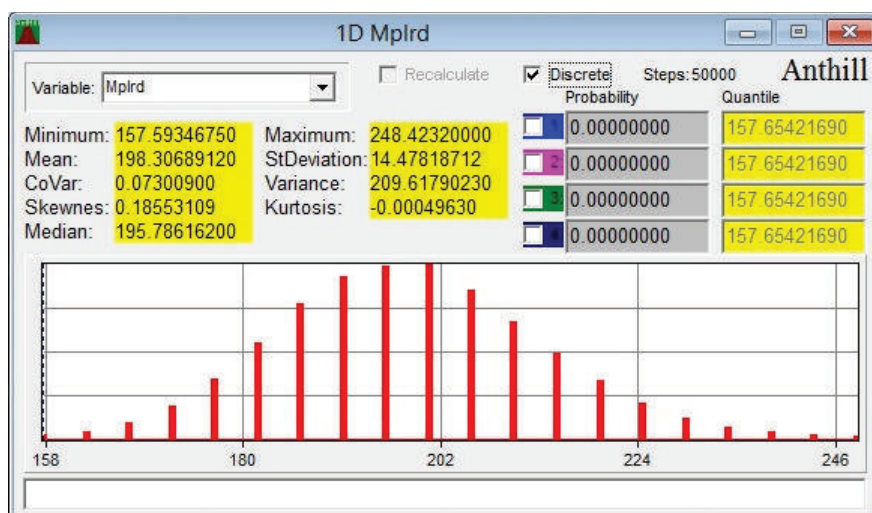 1D Mplrd
Variable: Mplrd
Recalculate
Discrete
Steps:50000
Anthill
Probability
Quantile
Minimum: 157.59346750
Maximum: 248.42320000
Mean: 198.30689120
StDeviation: 14.47818712
CoVar: 0.07300900
Variance: 209.61790230
Skewnes: 0.18553109
Kurtosis: -0.00049630
Median: 195.78616200
1 0.00000000 157.65421690
2 0.00000000 157.65421690
3 0.00000000 157.65421690
4 0.00000000 157.65421690
158 180 202 224 246